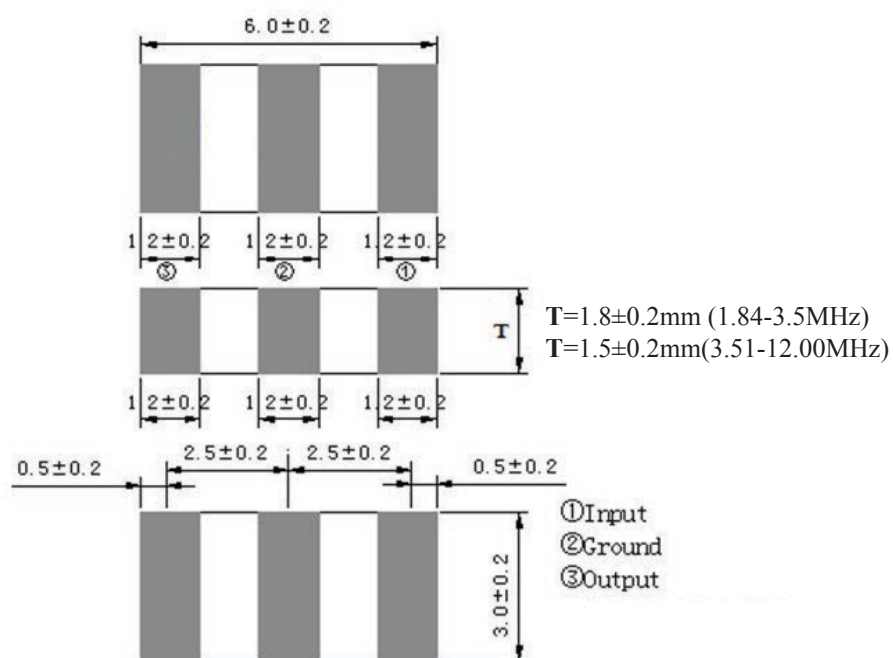 6.0±0.2
1.2±0.2 1.2±0.2 1.2±0.2
③ ② ①
T
T=1.8±0.2mm (1.84-3.5MHz)
T=1.5±0.2mm(3.51-12.00MHz)
1.2±0.2 1.2±0.2 1.2±0.2
0.5±0.2 2.5±0.2 2.5±0.2 0.5±0.2
3.0±0.2
①Input
②Ground
③Output